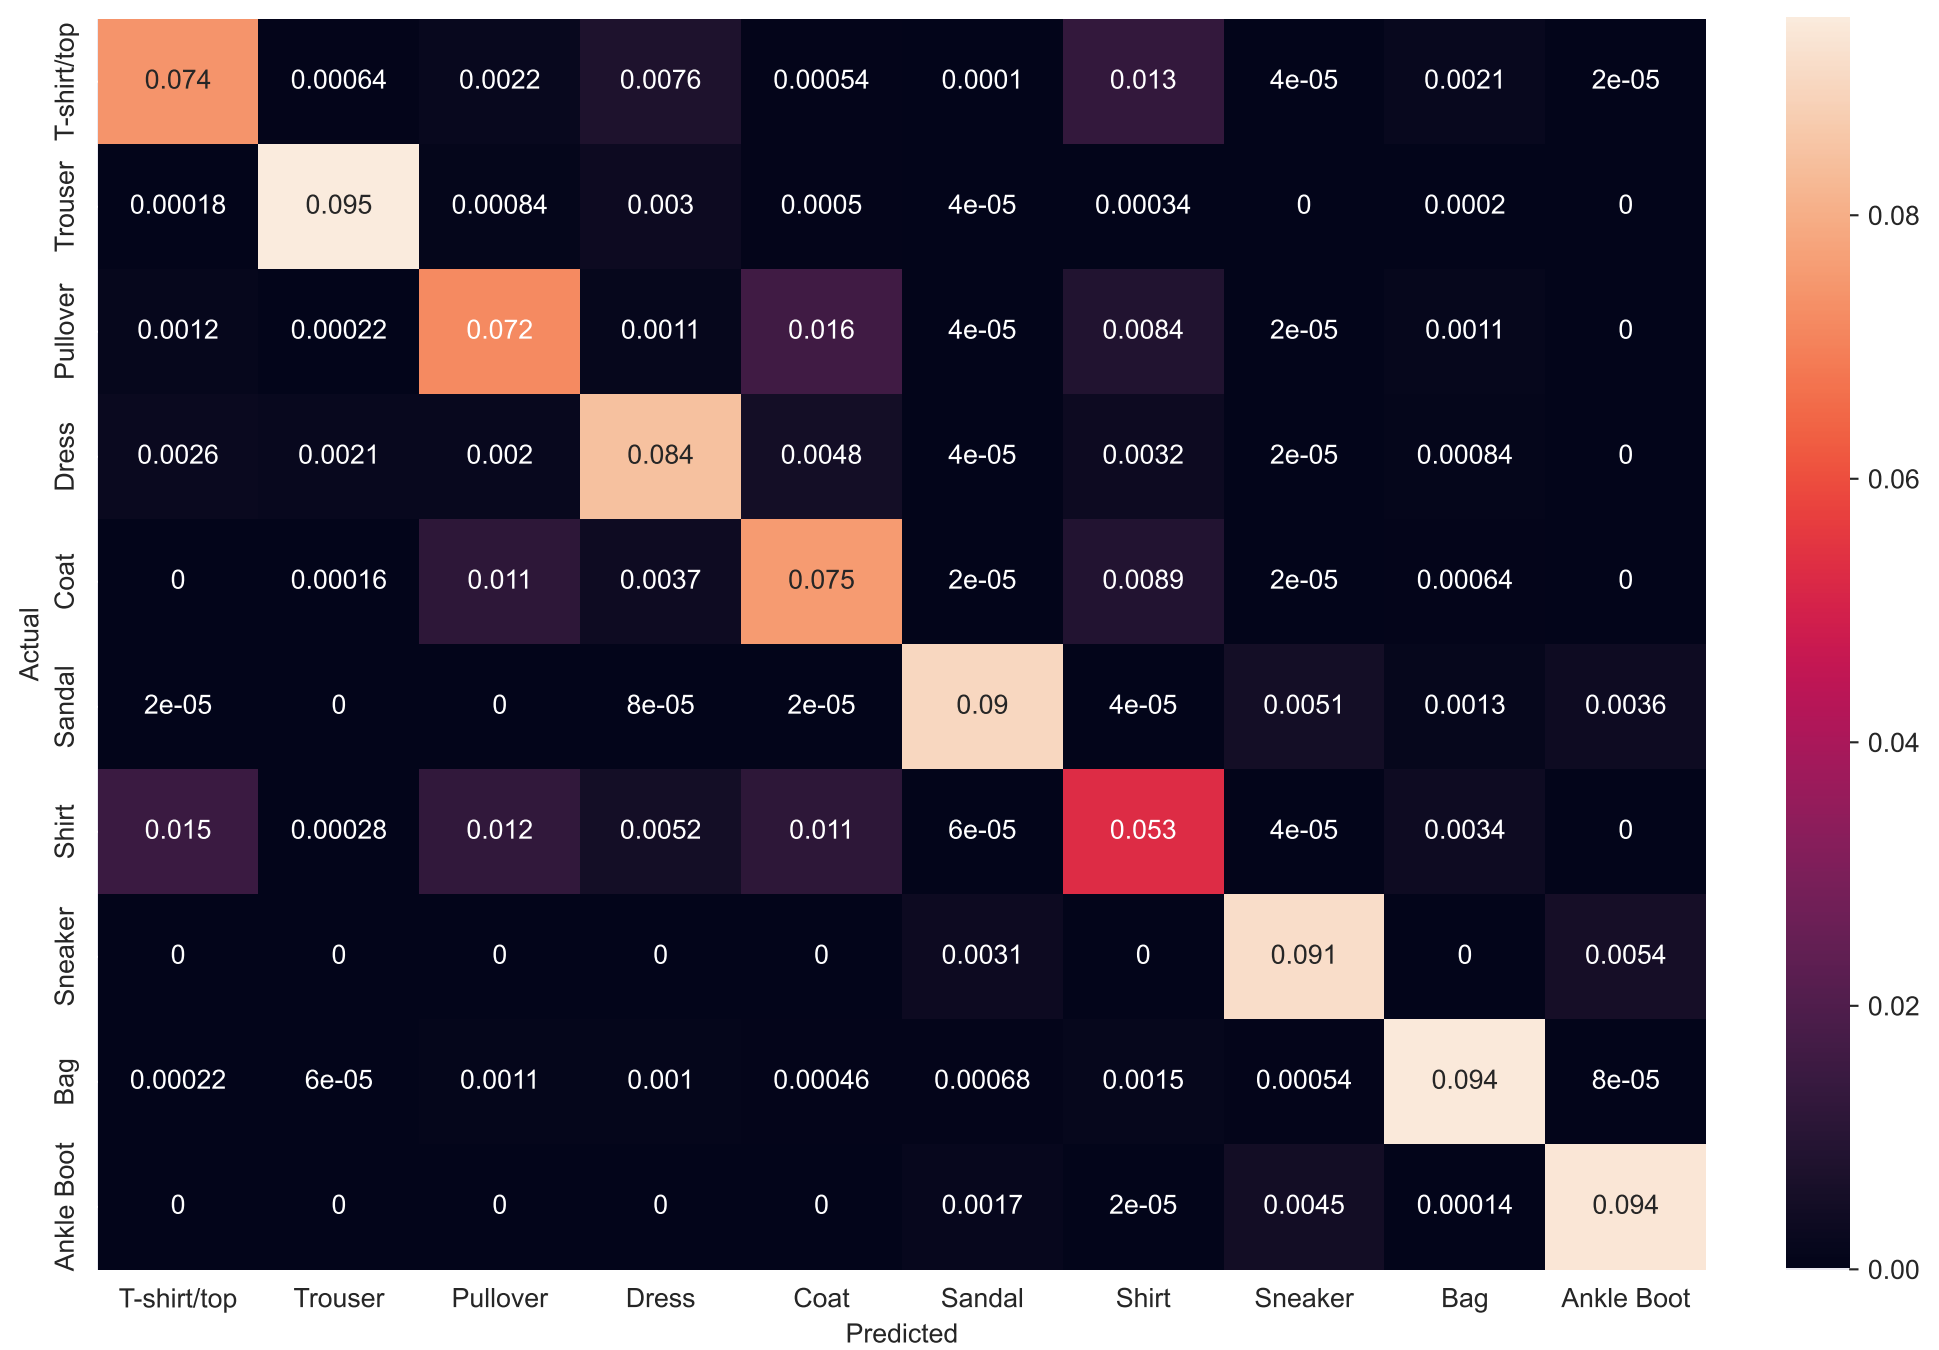 T-shirt/top 0.074 0.00064 0.0022 0.0076 0.00054 0.0001 0.013 4e-05 0.0021 2e-05
Trouser 0.00018 0.095 0.00084 0.003 0.0005 4e-05 0.00034 0 0.0002 0
Pullover 0.0012 0.00022 0.072 0.0011 0.016 4e-05 0.0084 2e-05 0.0011 0
Dress 0.0026 0.0021 0.002 0.084 0.0048 4e-05 0.0032 2e-05 0.00084 0
Coat 0 0.00016 0.011 0.0037 0.075 2e-05 0.0089 2e-05 0.00064 0
Sandal 2e-05 0 0 8e-05 2e-05 0.09 4e-05 0.0051 0.0013 0.0036
Shirt 0.015 0.00028 0.012 0.0052 0.011 6e-05 0.053 4e-05 0.0034 0
Sneaker 0 0 0 0 0 0.0031 0 0.091 0 0.0054
Bag 0.00022 6e-05 0.0011 0.001 0.00046 0.00068 0.0015 0.00054 0.094 8e-05
Ankle Boot 0 0 0 0 0 0.0017 2e-05 0.0045 0.00014 0.094
Actual
T-shirt/top Trouser Pullover Dress Coat Sandal Shirt Sneaker Bag Ankle Boot
Predicted
0.08
0.06
0.04
0.02
0.00